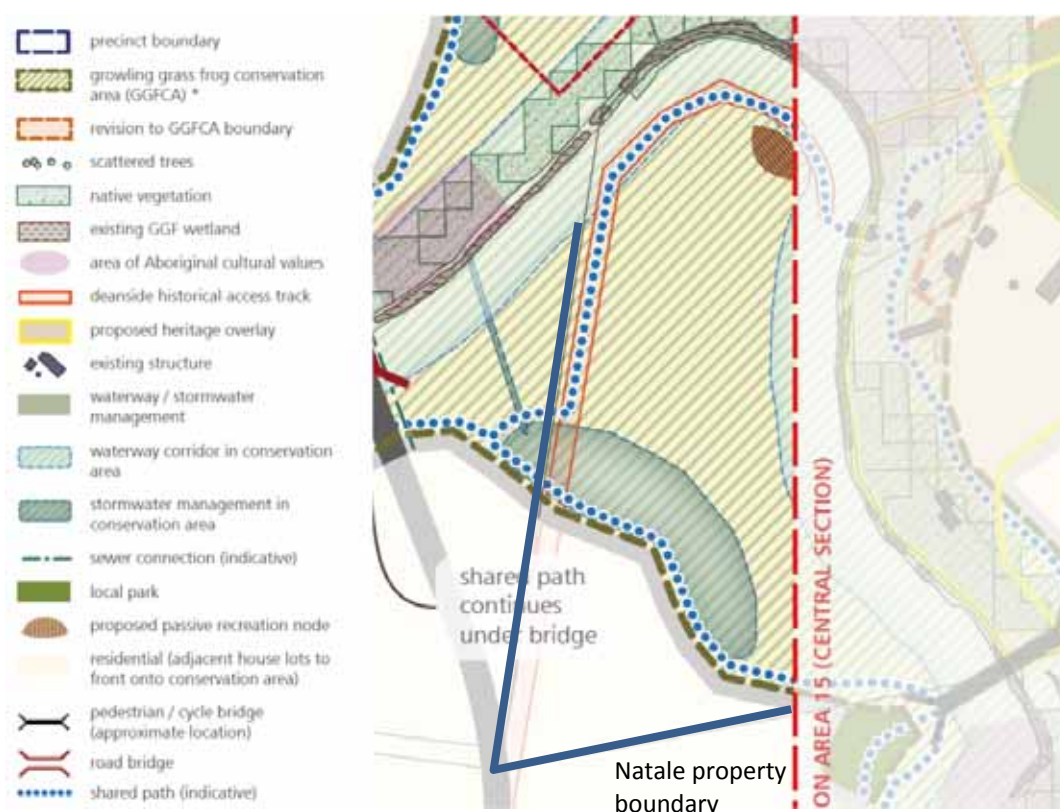 precinct boundary
growling grass frog conservation
area (GGFCA) *
revision to GGFCA boundary
scattered trees
native vegetation
existing GGF wetland
area of Aboriginal cultural values
deanside historical access track
proposed heritage overlay
existing structure
waterway / stormwater
management
waterway corridor in conservation
area
stormwater management in
conservation area
sewer connection (indicative)
local park
proposed passive recreation node
residential (adjacent house lots to
front onto conservation area)
pedestrian / cycle bridge
(approximate location)
road bridge
shared path (indicative)
shared path
continues
under bridge
Natale property
boundary
ON AREA 15 (CENTRAL SECTION)